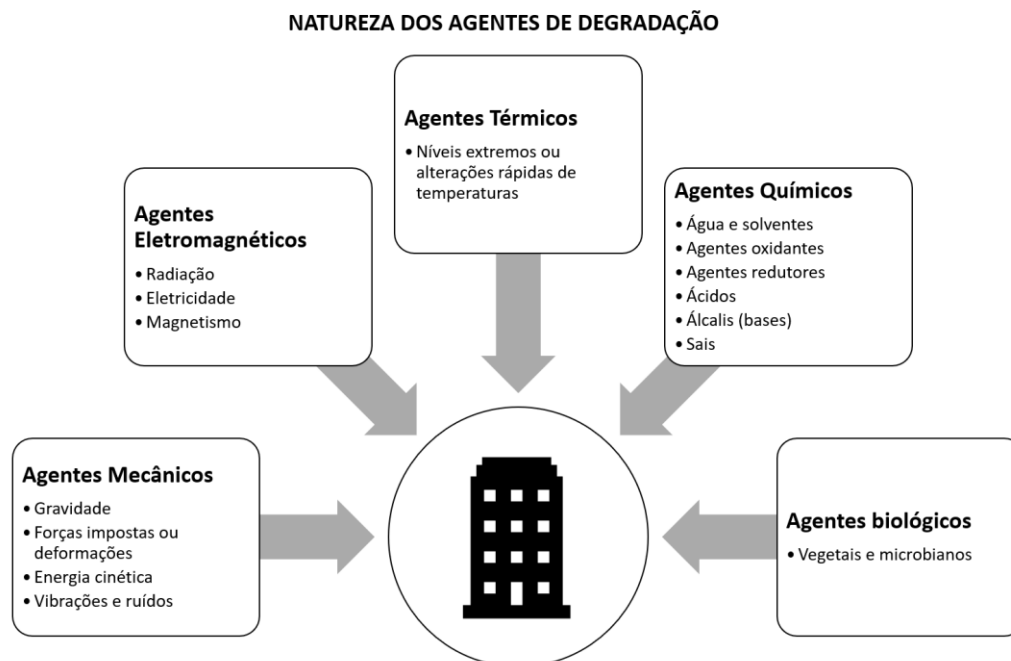 NATUREZA DOS AGENTES DE DEGRADAÇÃO
Agentes Térmicos
• Níveis extremos ou
alterações rápidas de
temperaturas
Agentes
Eletromagnéticos
• Radiação
• Eletricidade
• Magnetismo
Agentes Químicos
• Água e solventes
• Agentes oxidantes
• Agentes redutores
• Ácidos
• Álcalis (bases)
• Sais
Agentes Mecânicos
• Gravidade
• Forças impostas ou
deformações
• Energia cinética
• Vibrações e ruídos
Agentes biológicos
• Vegetais e microbianos